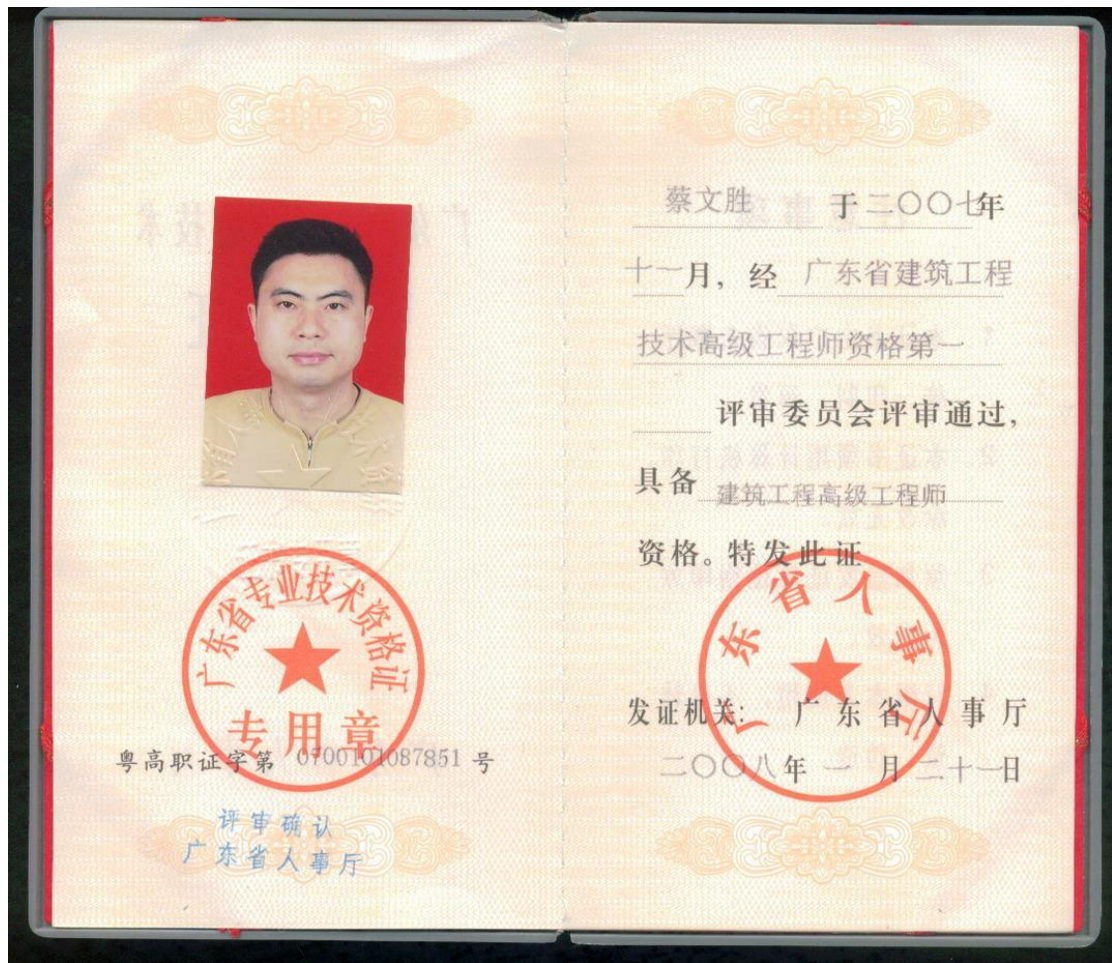 广东省专业技术资格证
专用章
粤高职证字第 0700101087851 号
评审确认
广东省人事厅
蔡文胜 于二〇〇七年
十一月，经 广东省建筑工程
技术高级工程师资格第一
评审委员会评审通过，
具备 建筑工程高级工程师
资格。特发此证
广东省人事厅
发证机关： 广东省人事厅
二〇〇八年 一 月二十一日